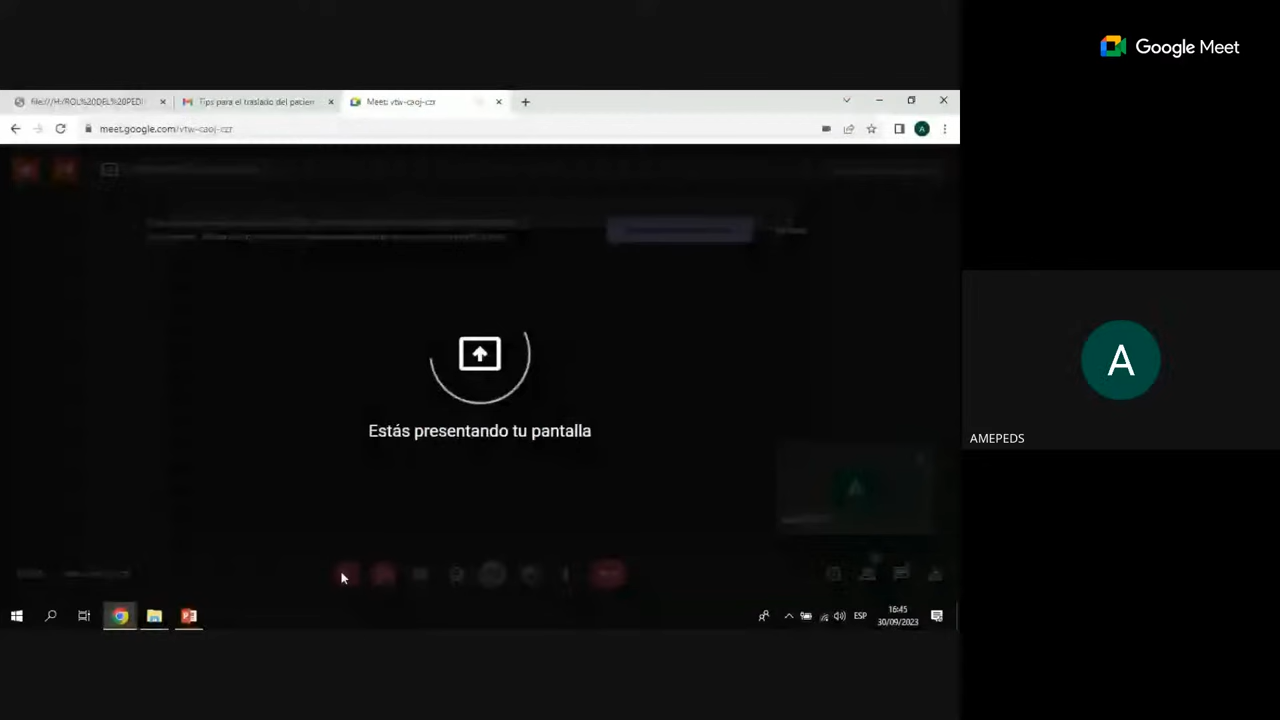 Google Meet
file:///H:/ROL%20DEL%20PEDI
Tips para el traslado del pacien
Meet: vtw-caoj-czr
meet.google.com/vtw-caoj-czr
A
Estás presentando tu pantalla
A
A
AMEPEDS
ESP
16:45
30/09/2023